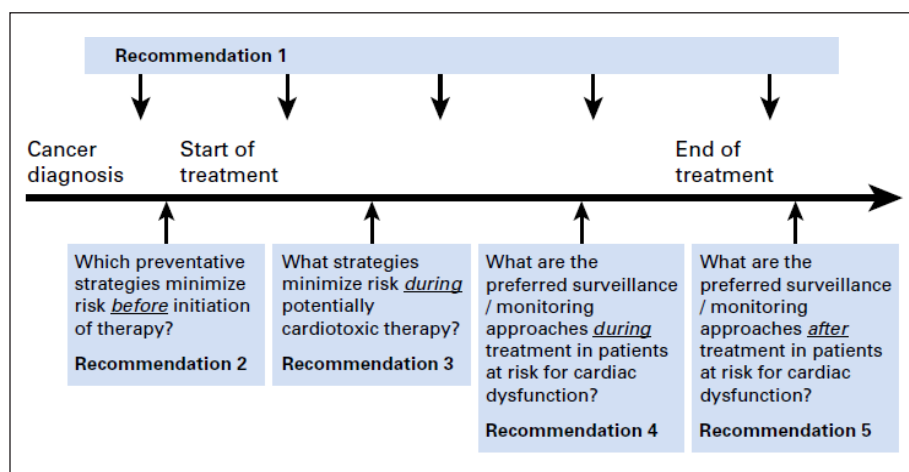 Recommendation 1
Cancer
diagnosis
Start of
treatment
End of
treatment
Which preventative
strategies minimize
risk before initiation
of therapy?
Recommendation 2
What strategies
minimize risk during
potentially
cardiotoxic therapy?
Recommendation 3
What are the
preferred surveillance
/ monitoring
approaches during
treatment in patients
at risk for cardiac
dysfunction?
Recommendation 4
What are the
preferred surveillance
/ monitoring
approaches after
treatment in patients
at risk for cardiac
dysfunction?
Recommendation 5